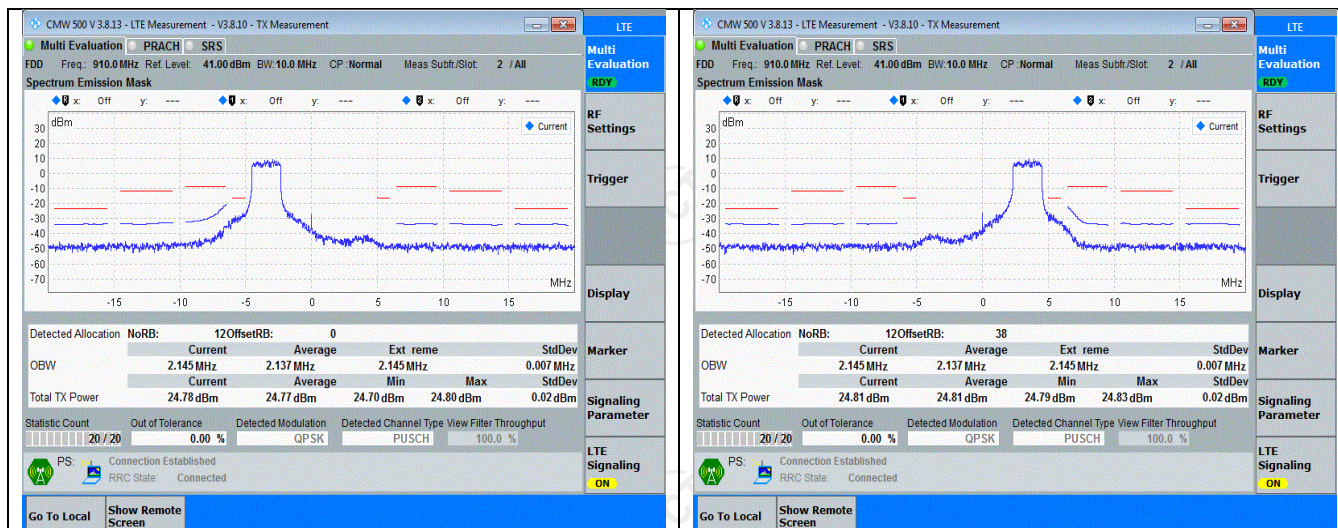 CMW 500 V 3.8.13 - LTE Measurement - V3.8.10 - TX Measurement
LTE
Multi Evaluation PRACH SRS
Multi Evaluation
RDY
FDD Freq.: 910.0 MHz Ref. Level: 41.00 dBm BW: 10.0 MHz CP : Normal Meas Subfr./Slot: 2 / All
Spectrum Emission Mask
x: Off y: --- x: Off y: --- x: Off y: ---
dBm
Current
30
20
10
0
-10
-20
-30
-40
-50
-60
-70
MHz
-15 -10 -5 0 5 10 15
RF Settings
Trigger
Display
Marker
Signaling Parameter
LTE Signaling
ON
Detected Allocation NoRB: 12OffsetRB: 0
Current Average Ext reme StdDev
OBW 2.145 MHz 2.137 MHz 2.145 MHz 0.007 MHz
Current Average Min Max StdDev
Total TX Power 24.78 dBm 24.77 dBm 24.70 dBm 24.80 dBm 0.02 dBm
Statistic Count Out of Tolerance Detected Modulation Detected Channel Type View Filter Throughput
20 / 20 0.00 % QPSK PUSCH 100.0 %
PS: Connection Established
RRC State: Connected
Go To Local Show Remote Screen
CMW 500 V 3.8.13 - LTE Measurement - V3.8.10 - TX Measurement
LTE
Multi Evaluation PRACH SRS
Multi Evaluation
RDY
FDD Freq.: 910.0 MHz Ref. Level: 41.00 dBm BW: 10.0 MHz CP : Normal Meas Subfr./Slot: 2 / All
Spectrum Emission Mask
x: Off y: --- x: Off y: --- x: Off y: ---
dBm
Current
30
20
10
0
-10
-20
-30
-40
-50
-60
-70
MHz
-15 -10 -5 0 5 10 15
RF Settings
Trigger
Display
Marker
Signaling Parameter
LTE Signaling
ON
Detected Allocation NoRB: 12OffsetRB: 38
Current Average Ext reme StdDev
OBW 2.145 MHz 2.137 MHz 2.145 MHz 0.007 MHz
Current Average Min Max StdDev
Total TX Power 24.81 dBm 24.81 dBm 24.79 dBm 24.83 dBm 0.02 dBm
Statistic Count Out of Tolerance Detected Modulation Detected Channel Type View Filter Throughput
20 / 20 0.00 % QPSK PUSCH 100.0 %
PS: Connection Established
RRC State: Connected
Go To Local Show Remote Screen